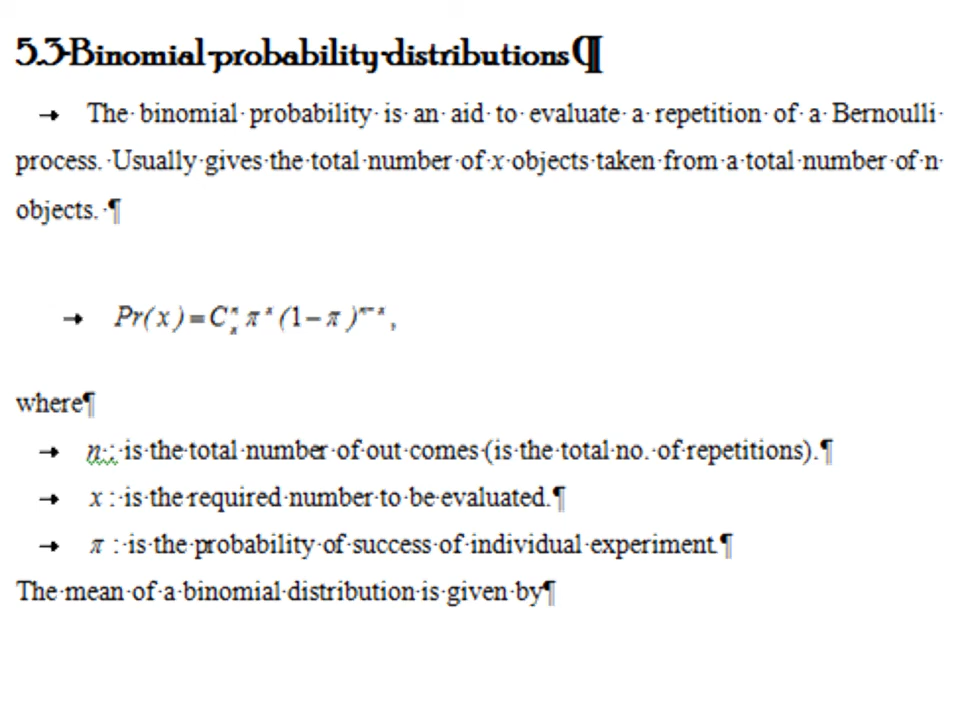 5.3 Binomial probability distributions ¶
→ The binomial probability is an aid to evaluate a repetition of a Bernoulli
process. Usually gives the total number of x objects taken from a total number of n
objects. ¶
→ Pr(x)=C^n_x π^x (1−π)^{n−x},
where¶
→ n : is the total number of out comes (is the total no. of repetitions).¶
→ x : is the required number to be evaluated.¶
→ π : is the probability of success of individual experiment¶
The mean of a binomial distribution is given by¶